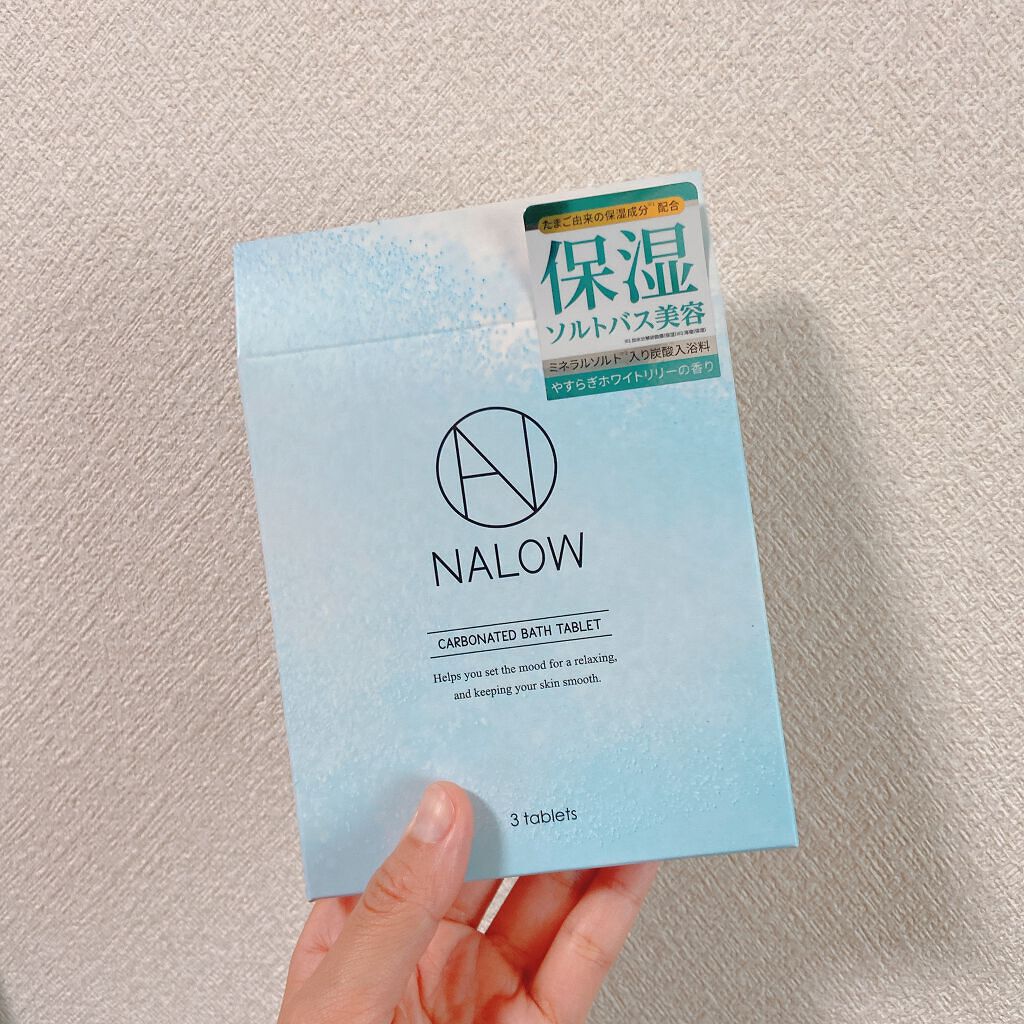 たまご由来の保湿成分※1 配合
保湿
ソルトバス美容
ミネラルソルト※2入り炭酸入浴料
やすらぎホワイトリリーの香り
NALOW
CARBONATED BATH TABLET
Helps you set the mood for a relaxing,
and keeping your skin smooth.
3 tablets